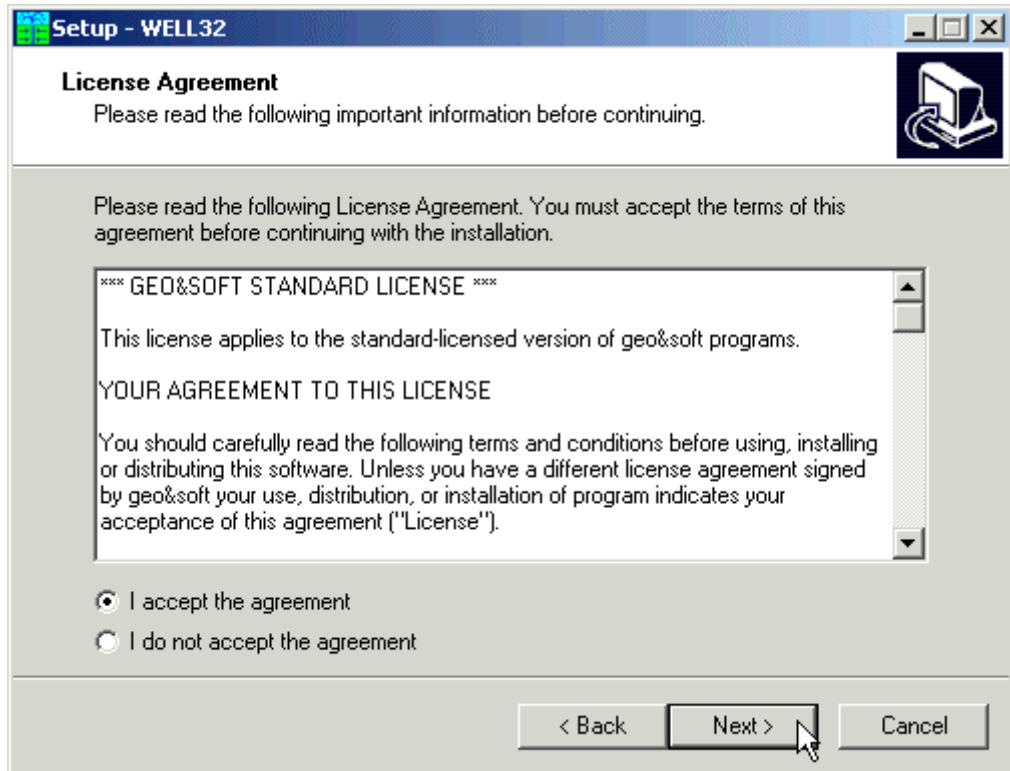 Setup - WELL32
License Agreement
Please read the following important information before continuing.
Please read the following License Agreement. You must accept the terms of this
agreement before continuing with the installation.
*** GEO&SOFT STANDARD LICENSE ***
This license applies to the standard-licensed version of geo&soft programs.
YOUR AGREEMENT TO THIS LICENSE
You should carefully read the following terms and conditions before using, installing
or distributing this software. Unless you have a different license agreement signed
by geo&soft your use, distribution, or installation of program indicates your
acceptance of this agreement ("License").
I accept the agreement
I do not accept the agreement
< Back Next > Cancel